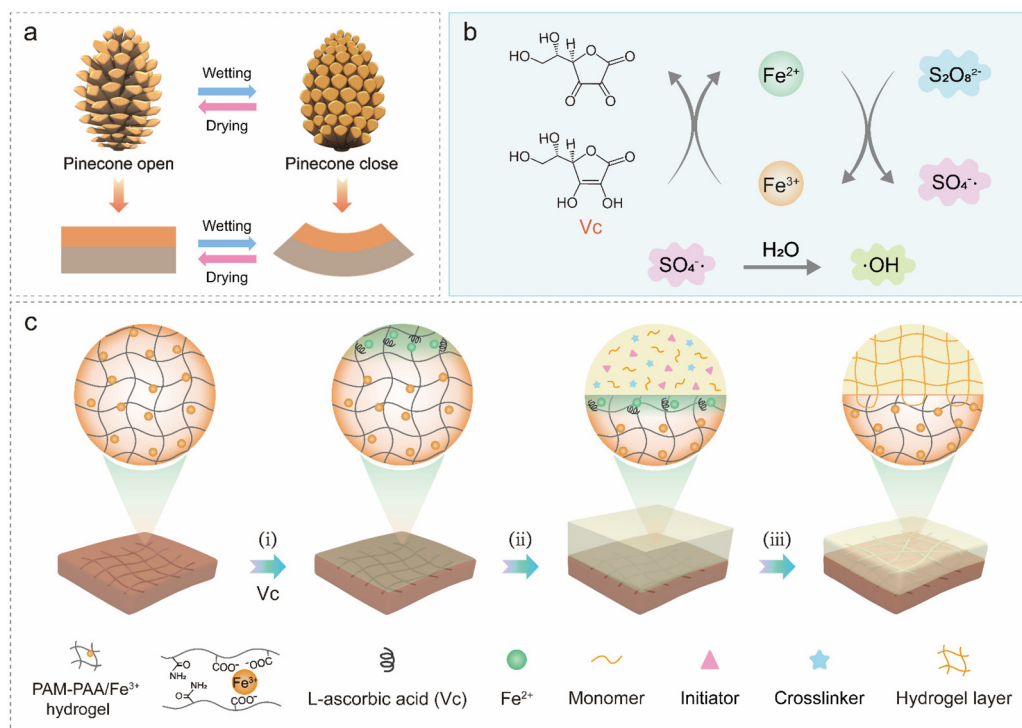 a
Wetting
Drying
Pinecone open
Pinecone close
Wetting
Drying
b
HO
H
O
O
HO
O
O
Fe²⁺
S₂O₈²⁻
HO
H
O
O
HO
HO
OH
Vc
Fe³⁺
SO₄⁻·
SO₄⁻·
H₂O
·OH
c
(i)
Vc
(ii)
(iii)
PAM-PAA/Fe³⁺
hydrogel
O
NH₂
COO⁻
⁻OOC
O
NH₂
Fe³⁺
COO⁻
L-ascorbic acid (Vc)
Fe²⁺
Monomer
Initiator
Crosslinker
Hydrogel layer